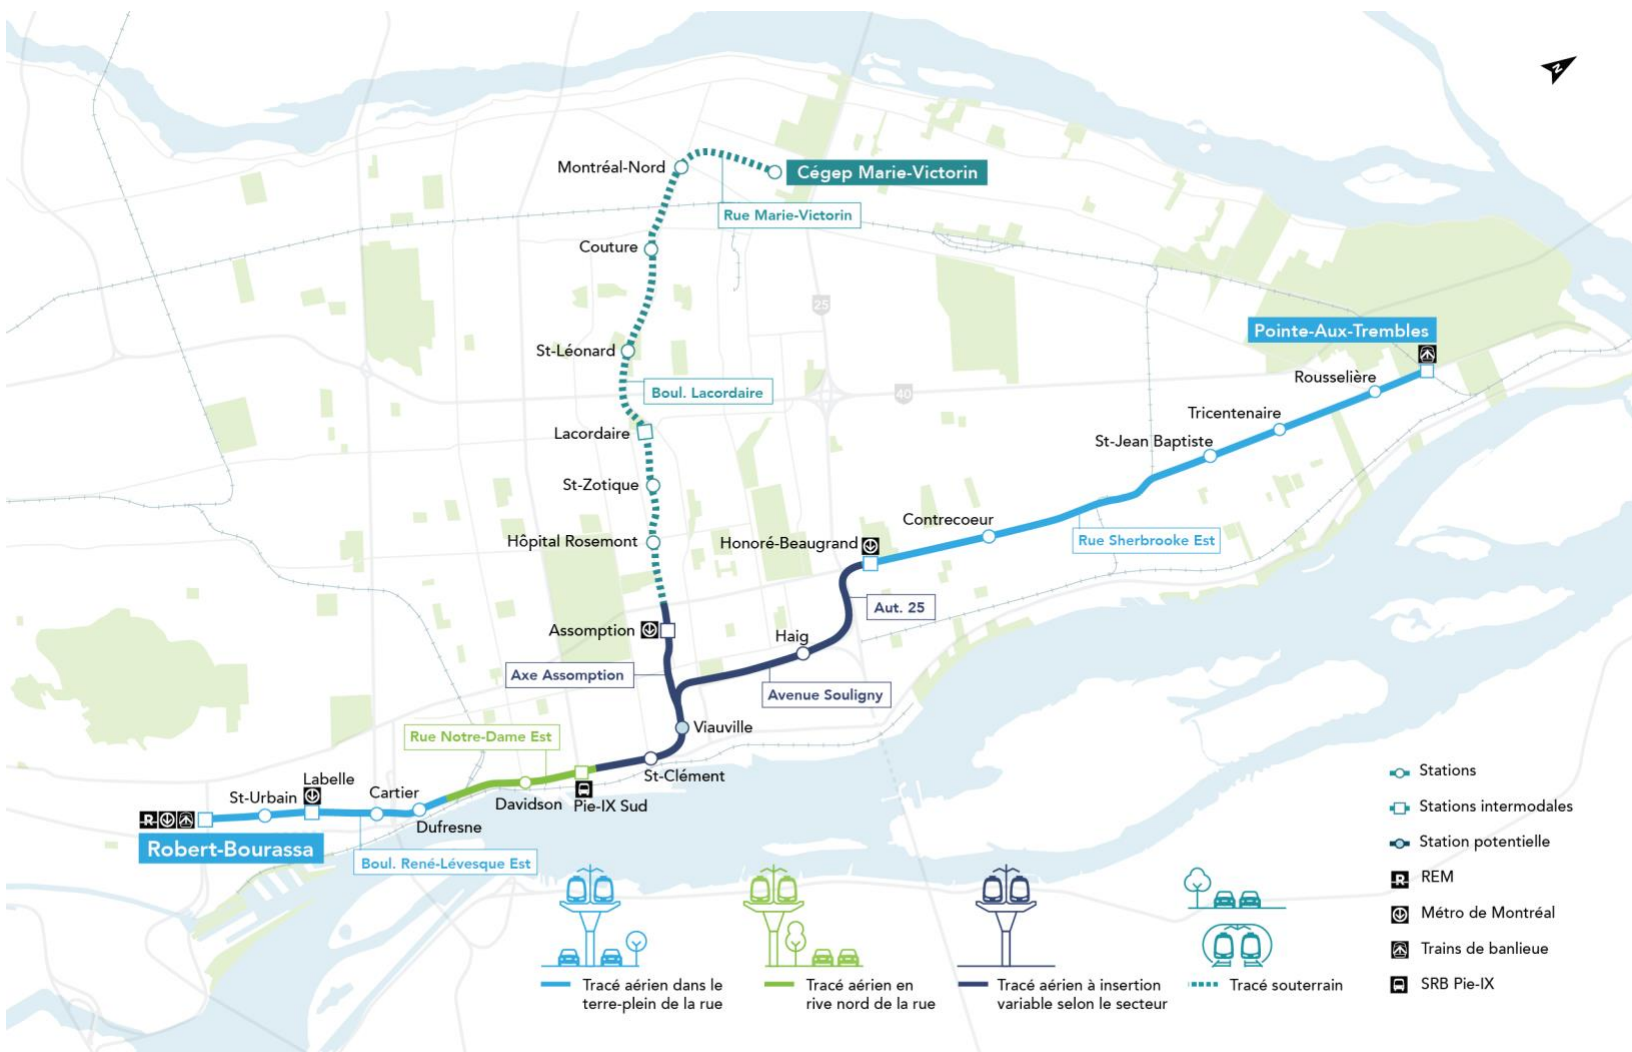 N
Montréal-Nord
Cégep Marie-Victorin
Rue Marie-Victorin
Couture
25
St-Léonard
Pointe-Aux-Trembles
Boul. Lacordaire
40
Rousselière
Tricentenaire
Lacordaire
St-Jean Baptiste
St-Zotique
Contrecoeur
Hôpital Rosemont
Honoré-Beaugrand
Rue Sherbrooke Est
Aut. 25
Assomption
Haig
Axe Assomption
Avenue Souligny
Viauville
Rue Notre-Dame Est
St-Clément
Labelle
St-Urbain
Cartier
Davidson
Pie-IX Sud
Dufresne
R
Robert-Bourassa
Boul. René-Lévesque Est
Stations
Stations intermodales
Station potentielle
R
REM
Métro de Montréal
Trains de banlieue
SRB Pie-IX
Tracé aérien dans le
terre-plein de la rue
Tracé aérien en
rive nord de la rue
Tracé aérien à insertion
variable selon le secteur
Tracé souterrain